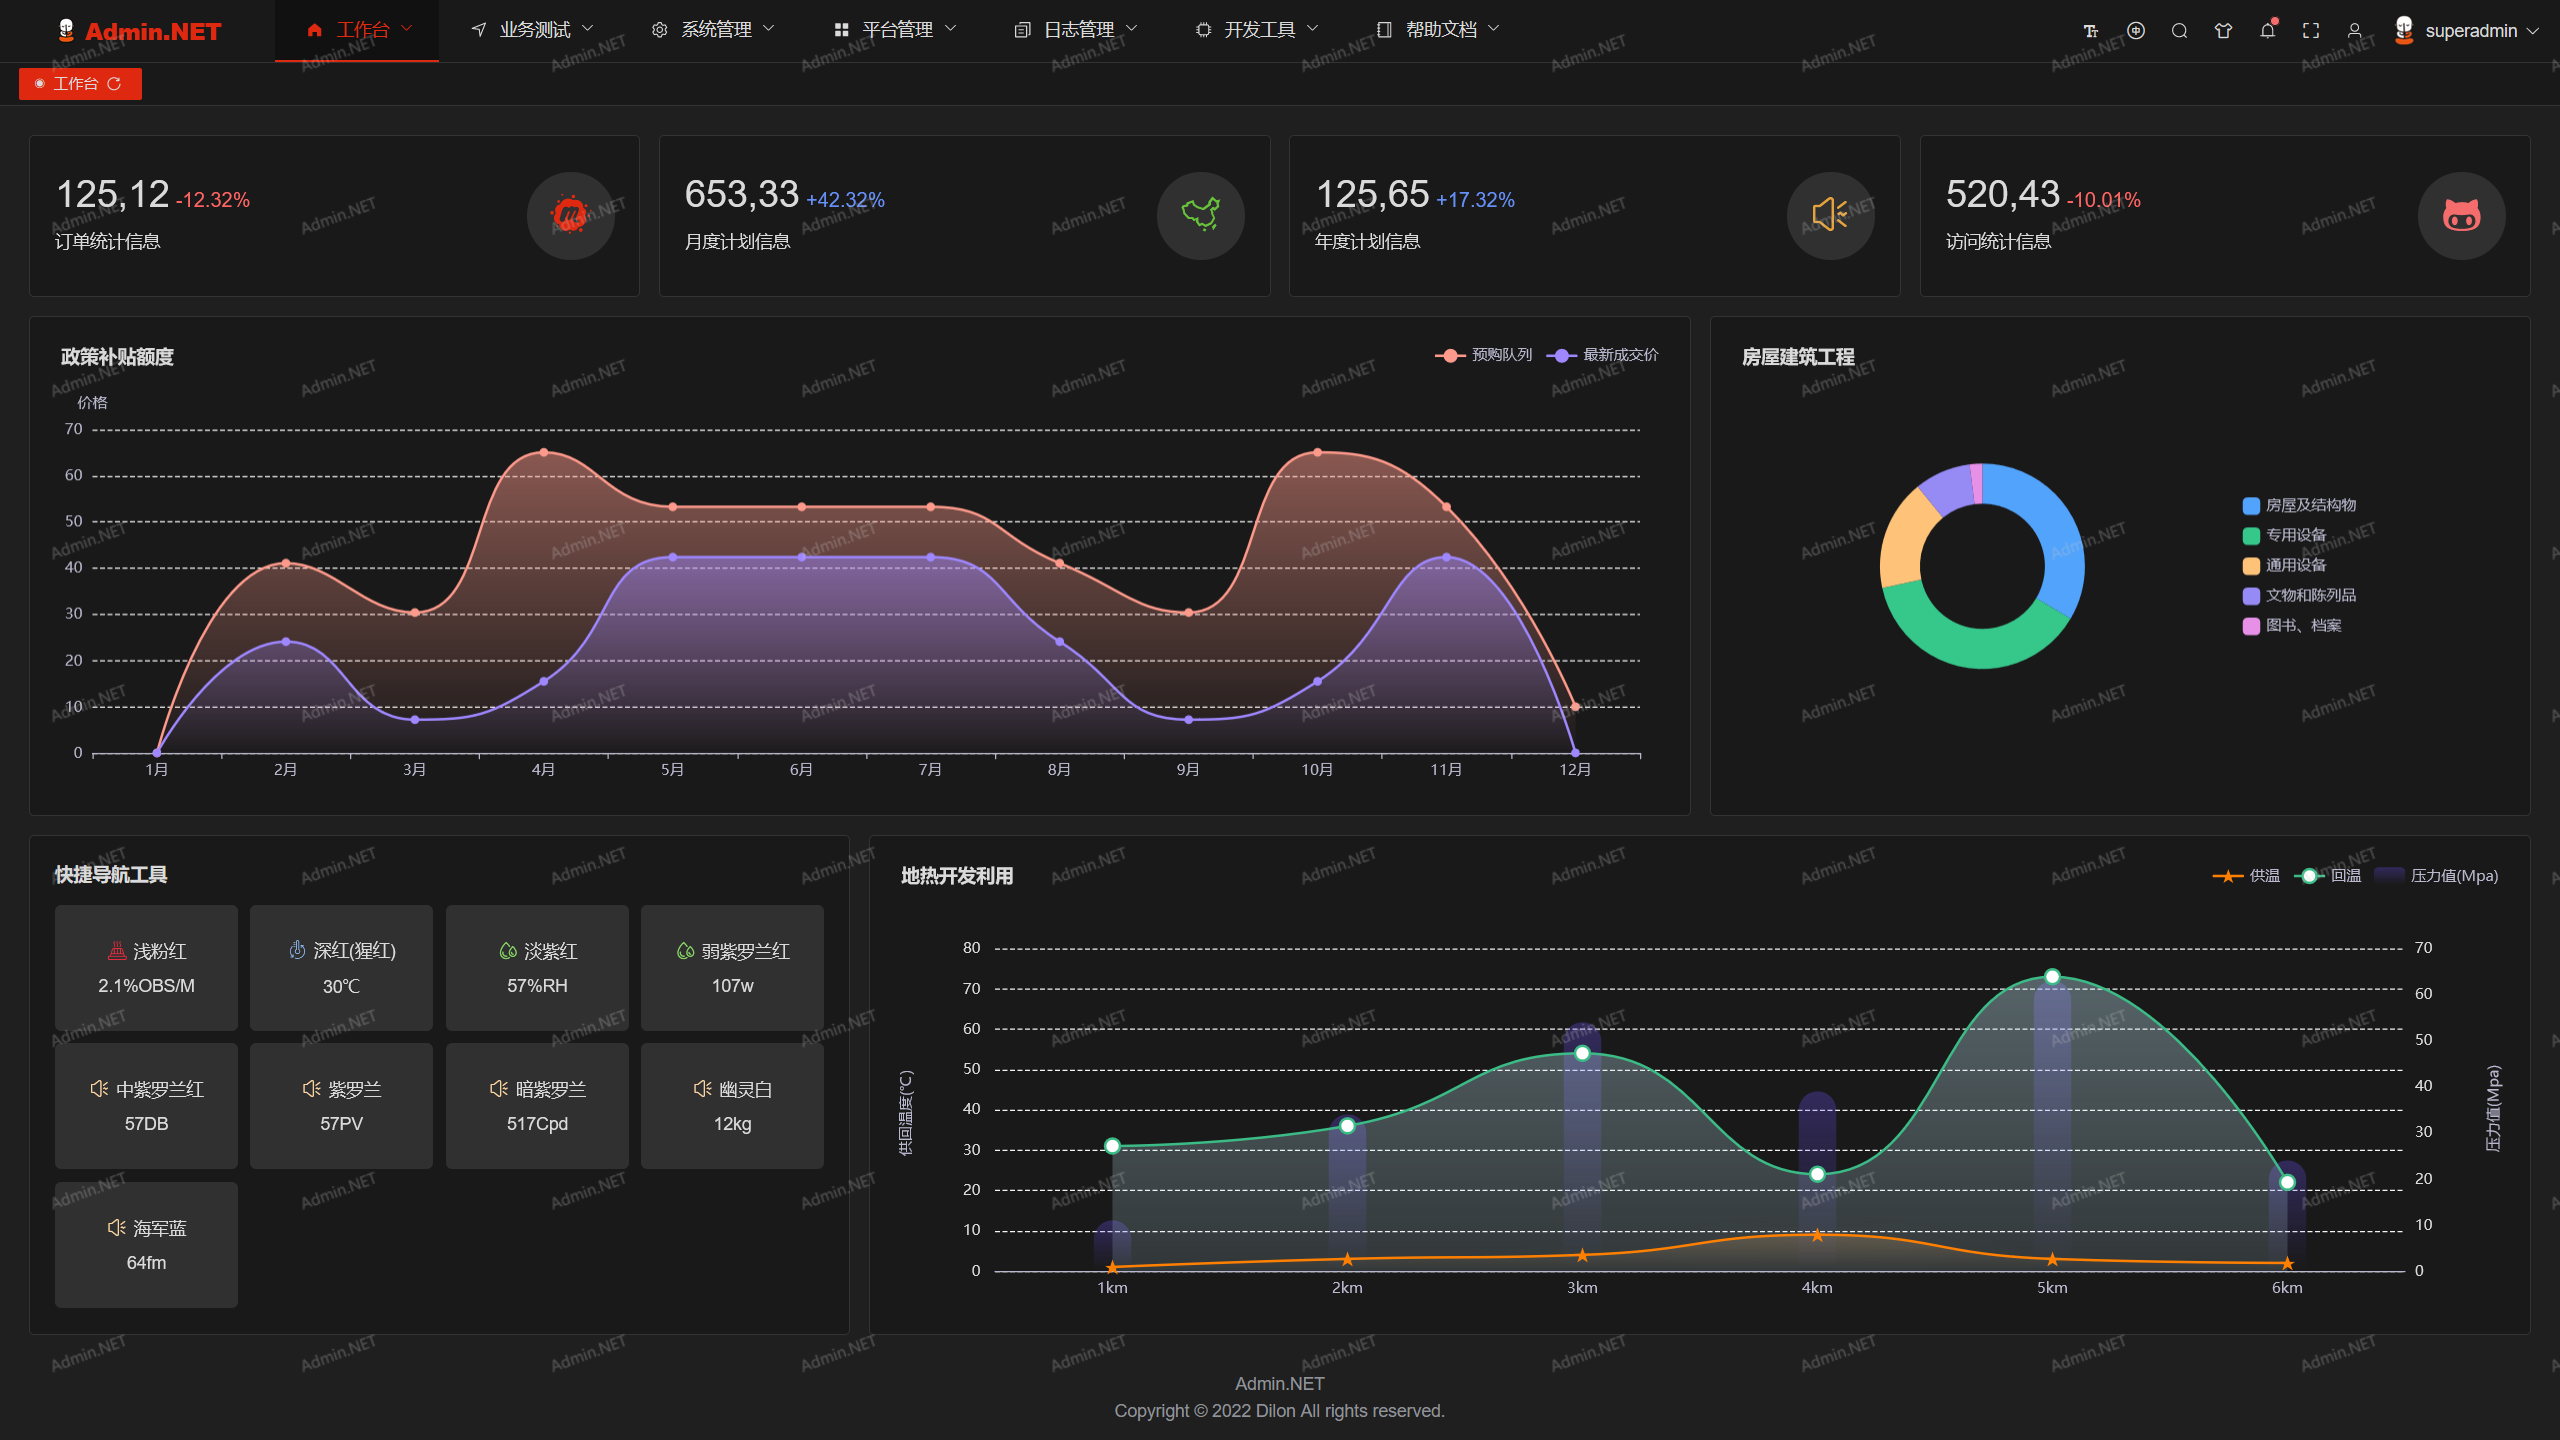 Admin.NET
工作台
业务测试
系统管理
平台管理
日志管理
开发工具
帮助文档
superadmin
工作台
125,12 -12.32%
订单统计信息
653,33 +42.32%
月度计划信息
125,65 +17.32%
年度计划信息
520,43 -10.01%
访问统计信息
政策补贴额度
预购队列 最新成交价
价格
70
60
50
40
30
20
10
0
1月 2月 3月 4月 5月 6月 7月 8月 9月 10月 11月 12月
房屋建筑工程
房屋及结构物
专用设备
通用设备
文物和陈列品
图书、档案
快捷导航工具
浅粉红
2.1%OBS/M
深红(猩红)
30℃
淡紫红
57%RH
弱紫罗兰红
107w
中紫罗兰红
57DB
紫罗兰
57PV
暗紫罗兰
517Cpd
幽灵白
12kg
海军蓝
64fm
地热开发利用
供温 回温 压力值(Mpa)
供回温度(℃)
80
70
60
50
40
30
20
10
0
70
60
50
40
30
20
10
0
压力值(Mpa)
1km 2km 3km 4km 5km 6km
Admin.NET
Copyright © 2022 Dilon All rights reserved.